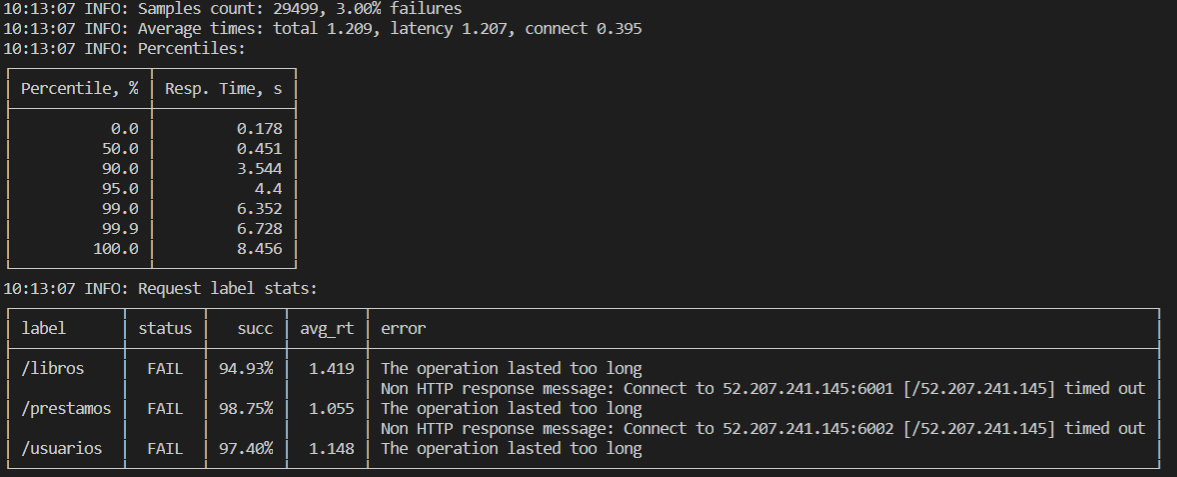 10:13:07 INFO: Samples count: 29499, 3.00% failures
10:13:07 INFO: Average times: total 1.209, latency 1.207, connect 0.395
10:13:07 INFO: Percentiles:
Percentile, % Resp. Time, s
0.0 0.178
50.0 0.451
90.0 3.544
95.0 4.4
99.0 6.352
99.9 6.728
100.0 8.456
10:13:07 INFO: Request label stats:
label status succ avg_rt error
/libros FAIL 94.93% 1.419 The operation lasted too long
Non HTTP response message: Connect to 52.207.241.145:6001 [/52.207.241.145] timed out
/prestamos FAIL 98.75% 1.055 The operation lasted too long
Non HTTP response message: Connect to 52.207.241.145:6002 [/52.207.241.145] timed out
/usuarios FAIL 97.40% 1.148 The operation lasted too long